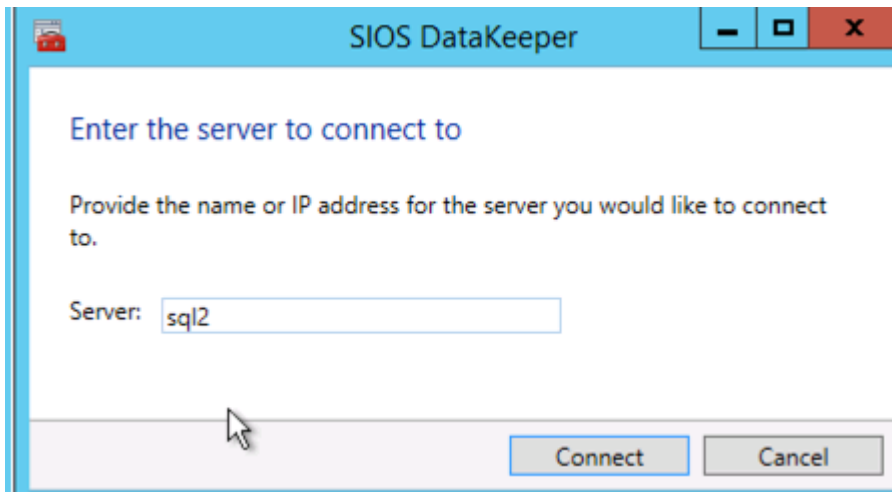 SIOS DataKeeper
Enter the server to connect to
Provide the name or IP address for the server you would like to connect
to.
Server: sql2
Connect Cancel